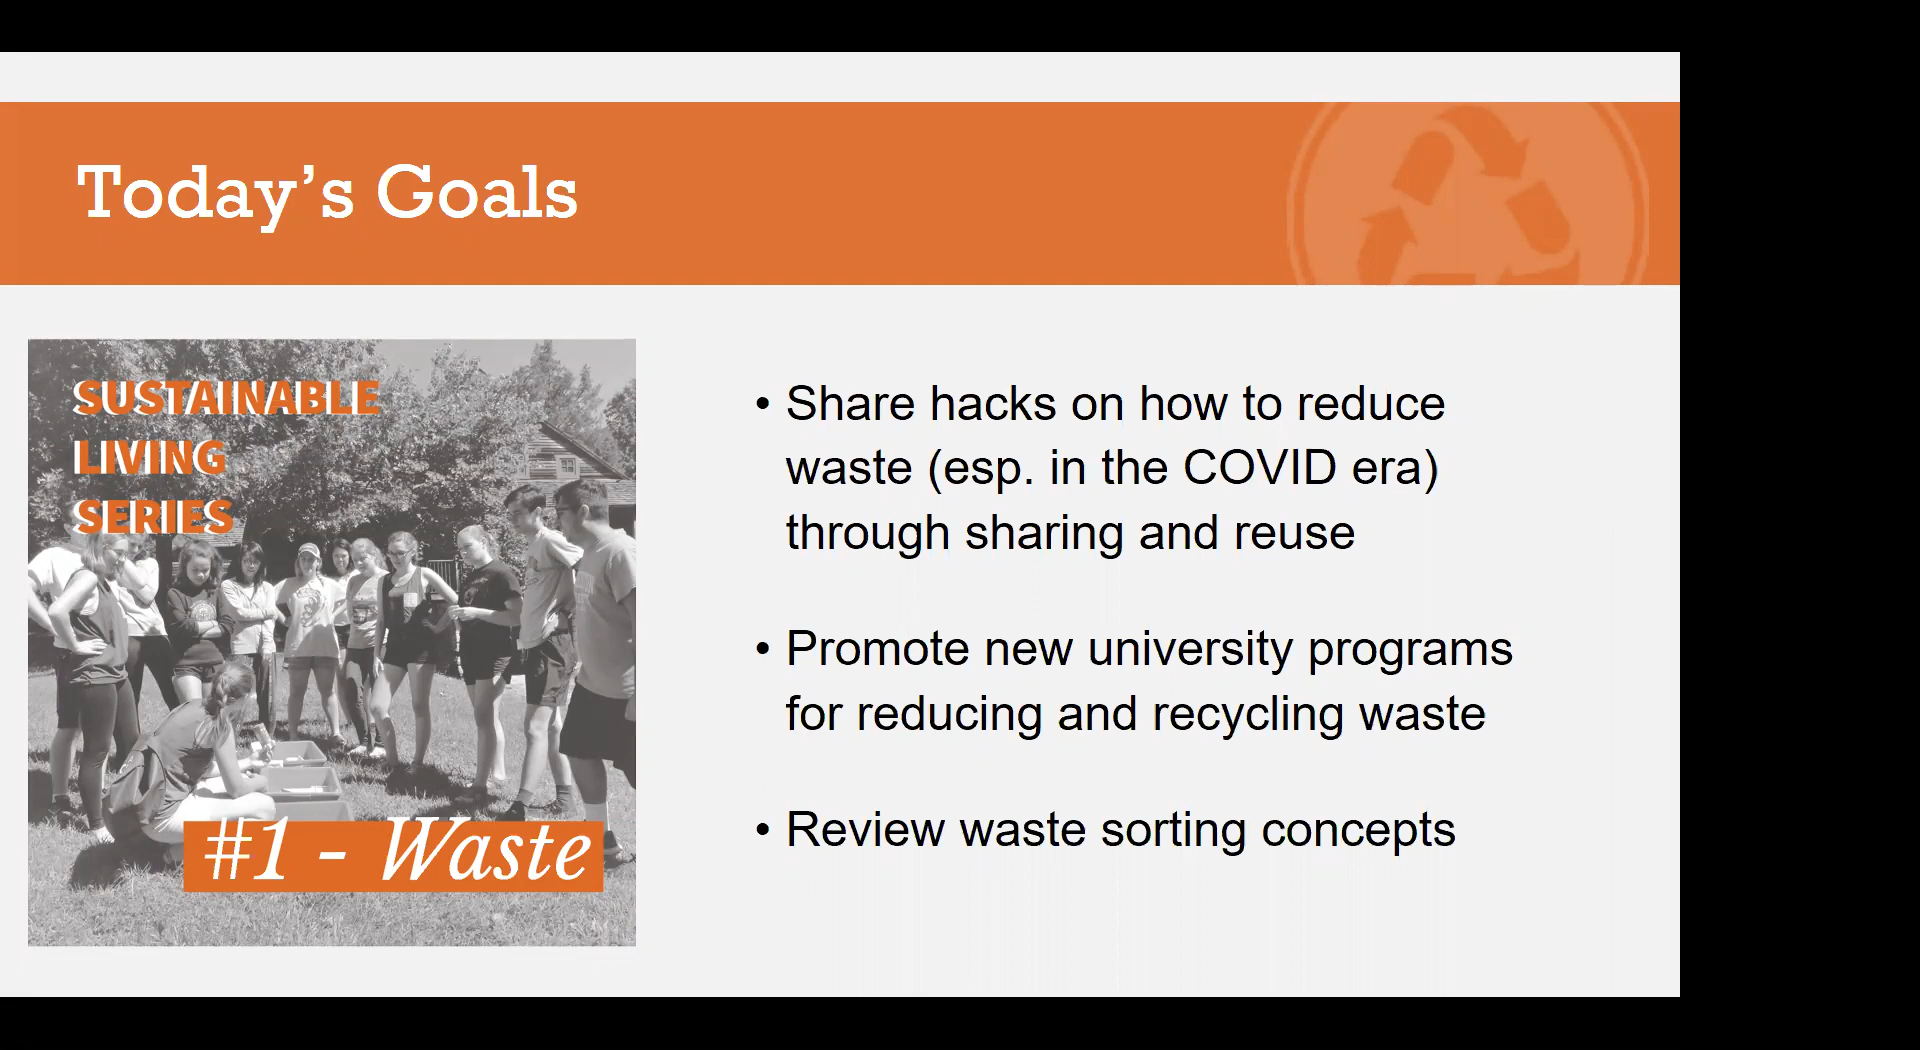 Today’s Goals
SUSTAINABLE
LIVING
SERIES
#1 - Waste
• Share hacks on how to reduce
waste (esp. in the COVID era)
through sharing and reuse
• Promote new university programs
for reducing and recycling waste
• Review waste sorting concepts